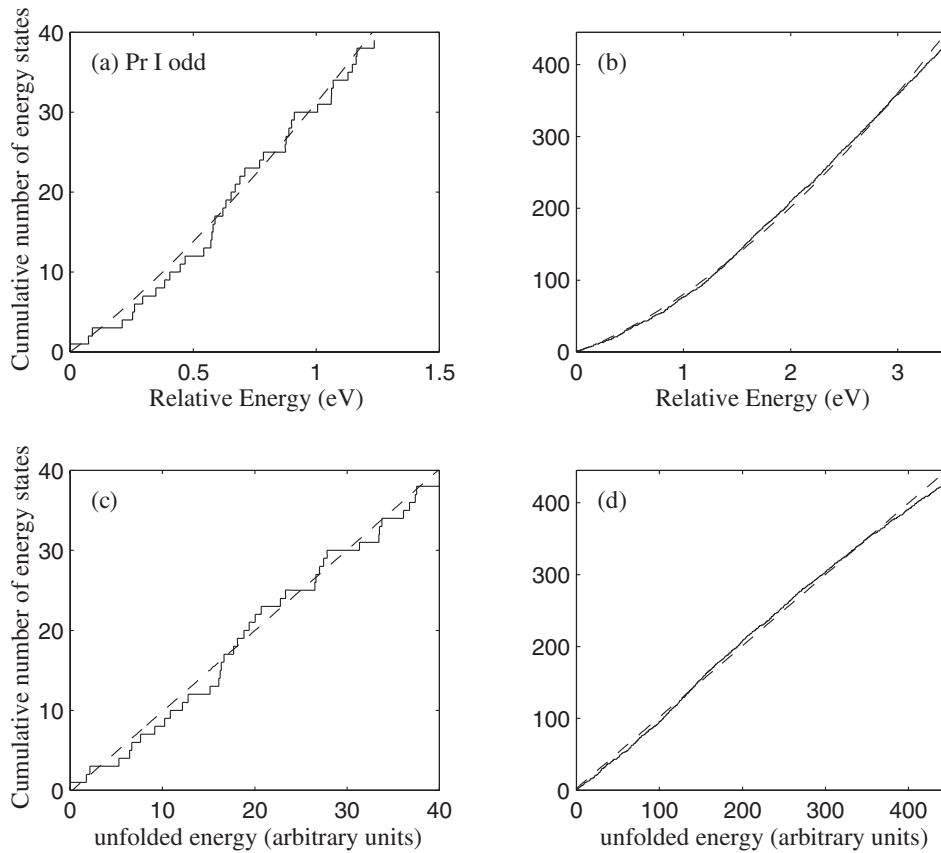 Cumulative number of energy states
(a) Pr I odd
40
30
20
10
0
0 0.5 1 1.5
Relative Energy (eV)
(b)
400
300
200
100
0
0 1 2 3
Relative Energy (eV)
Cumulative number of energy states
(c)
40
30
20
10
0
0 10 20 30 40
unfolded energy (arbitrary units)
(d)
400
300
200
100
0
0 100 200 300 400
unfolded energy (arbitrary units)